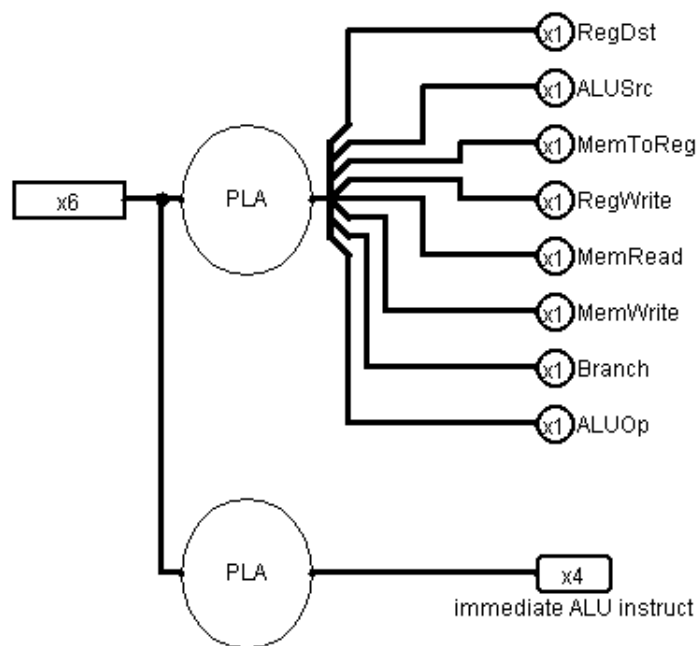 x1 RegDst
x1 ALUSrc
x1 MemToReg
x6 PLA x1 RegWrite
x1 MemRead
x1 MemWrite
x1 Branch
x1 ALUOp
PLA x4
immediate ALU instruct